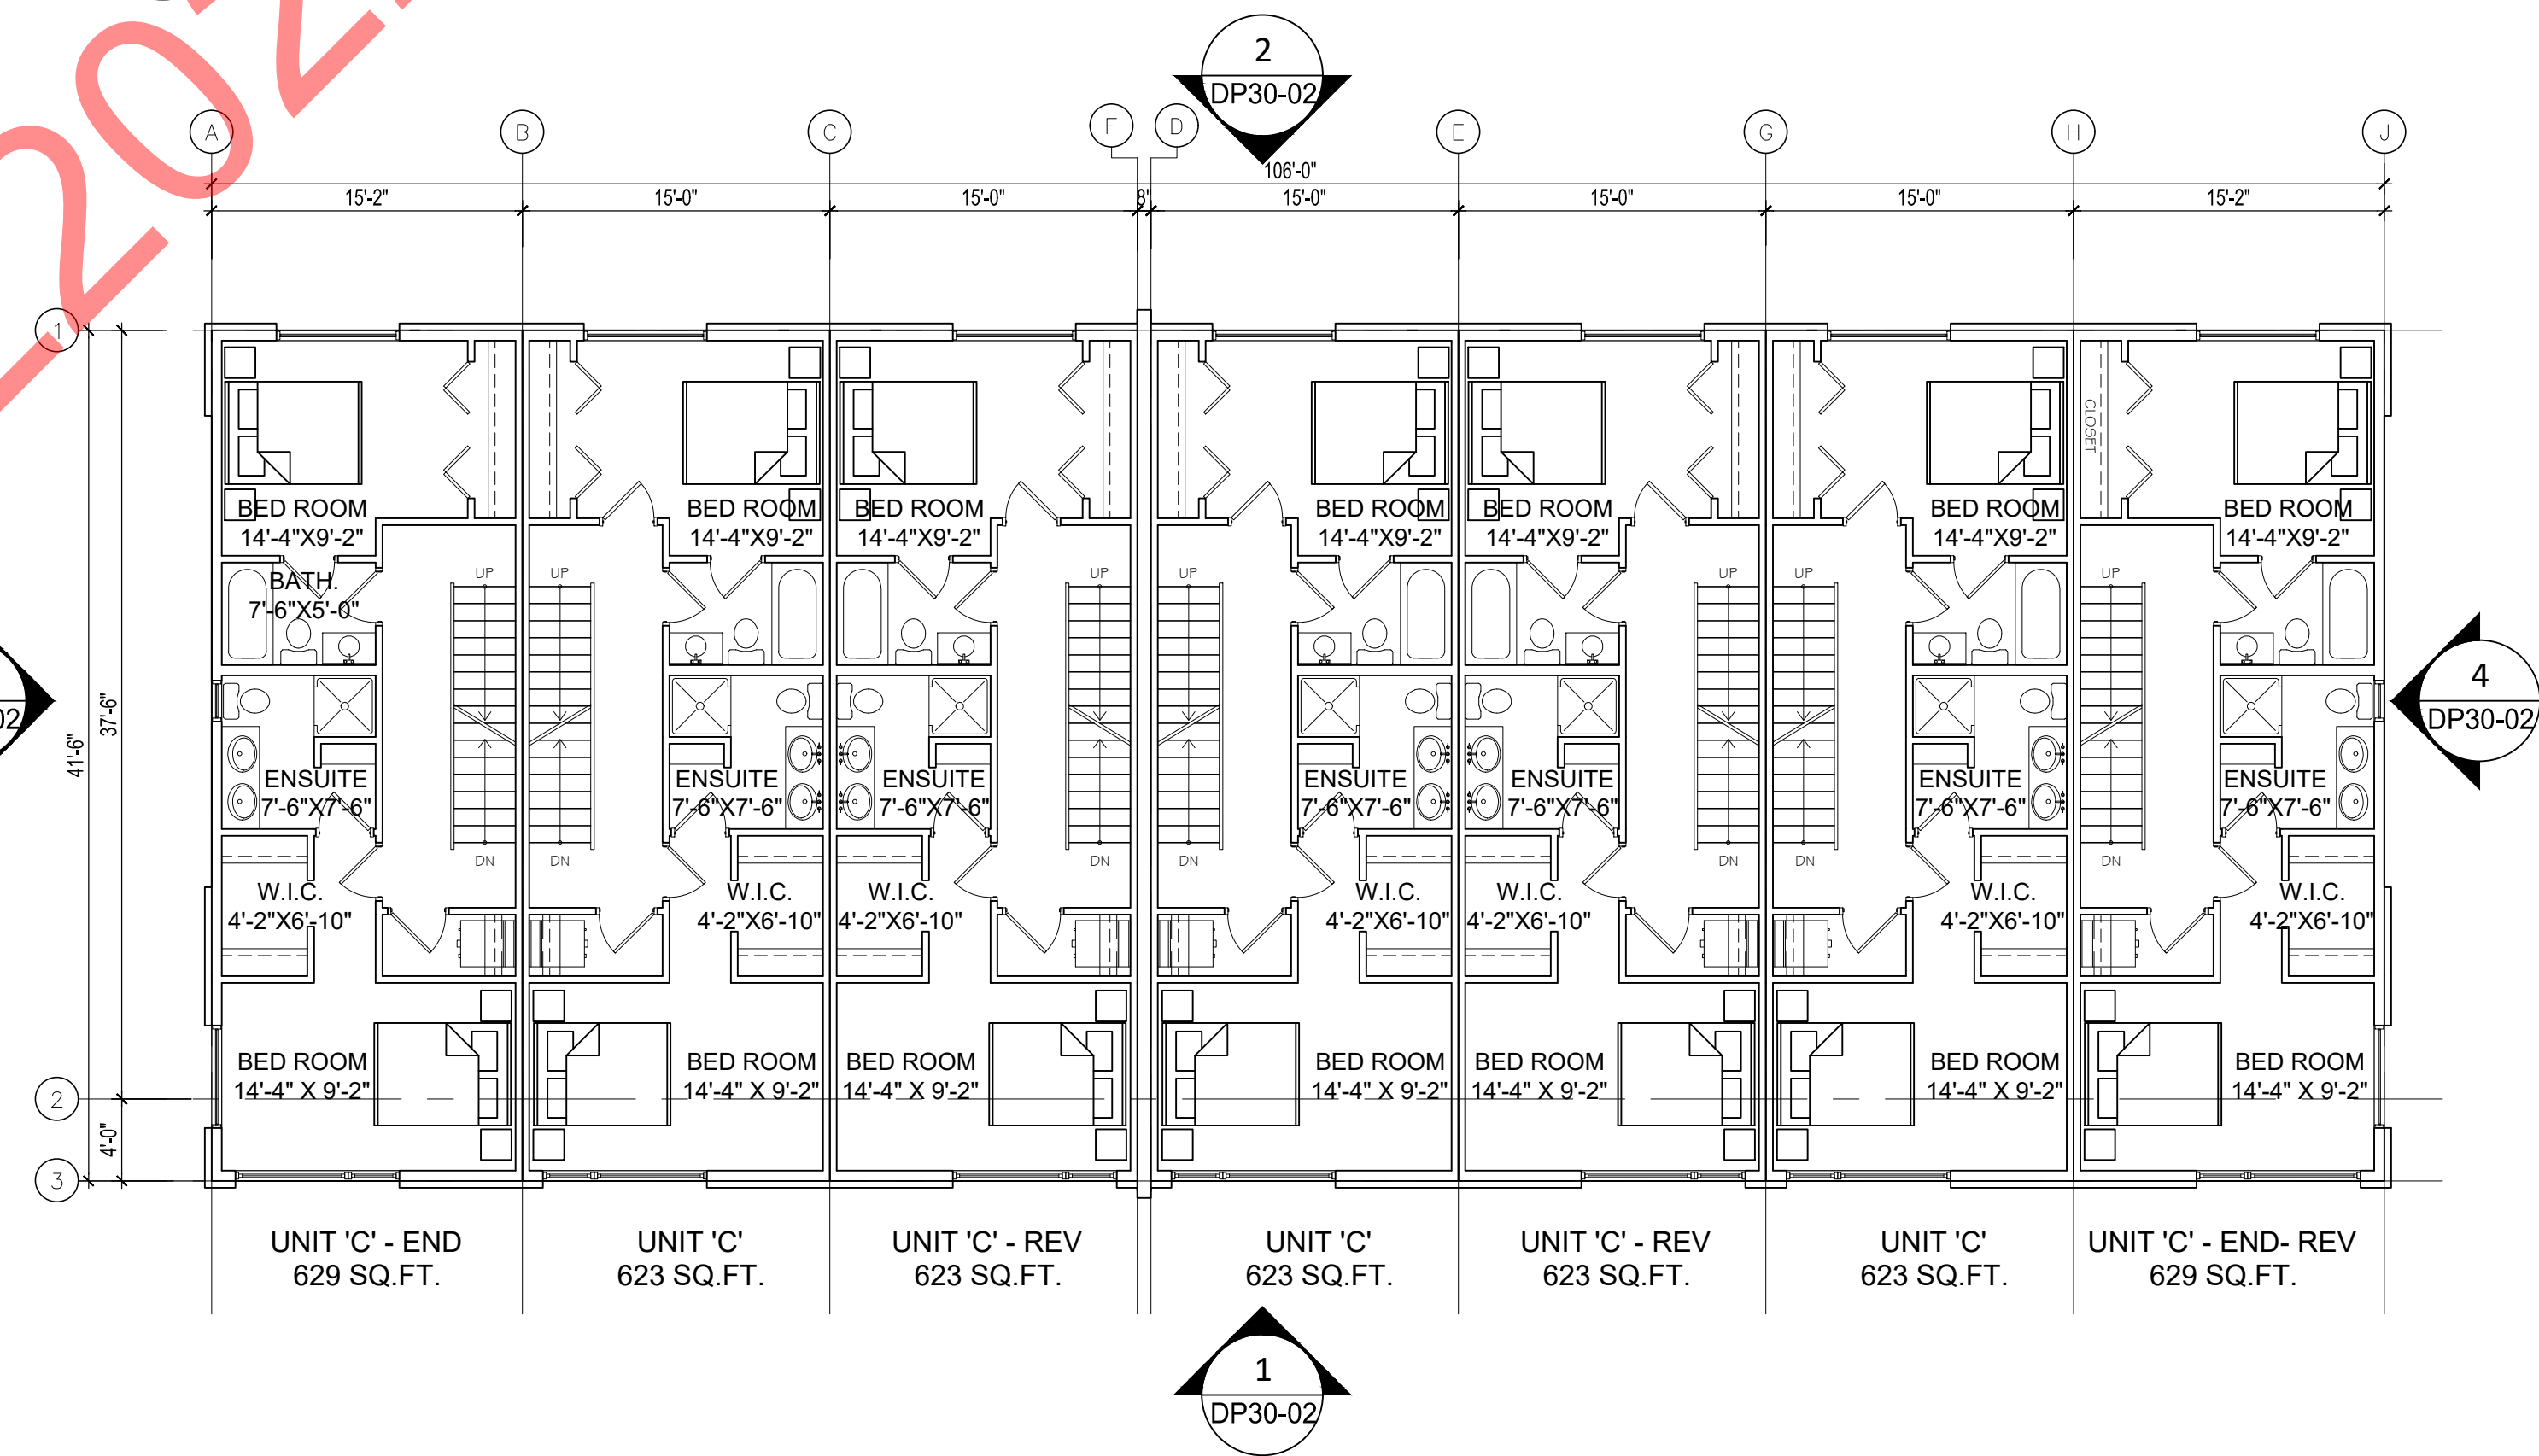 202
2
DP30-02
A
B
C
F
D
E
G
H
J
106'-0"
15'-2"
15'-0"
15'-0"
8"
15'-0"
15'-0"
15'-0"
15'-2"
1
2
3
41'-6"
37'-6"
4'-0"
02
4
DP30-02
CLOSET
BED ROOM
14'-4"X9'-2"
BED ROOM
14'-4"X9'-2"
BED ROOM
14'-4"X9'-2"
BED ROOM
14'-4"X9'-2"
BED ROOM
14'-4"X9'-2"
BED ROOM
14'-4"X9'-2"
BED ROOM
14'-4"X9'-2"
BATH.
7'-6"X5'-0"
UP
UP
UP
UP
UP
UP
UP
ENSUITE
7'-6"X7'-6"
ENSUITE
7'-6"X7'-6"
ENSUITE
7'-6"X7'-6"
ENSUITE
7'-6"X7'-6"
ENSUITE
7'-6"X7'-6"
ENSUITE
7'-6"X7'-6"
ENSUITE
7'-6"X7'-6"
DN
DN
DN
DN
DN
DN
DN
W.I.C.
4'-2"X6'-10"
W.I.C.
4'-2"X6'-10"
W.I.C.
4'-2"X6'-10"
W.I.C.
4'-2"X6'-10"
W.I.C.
4'-2"X6'-10"
W.I.C.
4'-2"X6'-10"
W.I.C.
4'-2"X6'-10"
BED ROOM
14'-4" X 9'-2"
BED ROOM
14'-4" X 9'-2"
BED ROOM
14'-4" X 9'-2"
BED ROOM
14'-4" X 9'-2"
BED ROOM
14'-4" X 9'-2"
BED ROOM
14'-4" X 9'-2"
BED ROOM
14'-4" X 9'-2"
UNIT 'C' - END
629 SQ.FT.
UNIT 'C'
623 SQ.FT.
UNIT 'C' - REV
623 SQ.FT.
UNIT 'C'
623 SQ.FT.
UNIT 'C' - REV
623 SQ.FT.
UNIT 'C'
623 SQ.FT.
UNIT 'C' - END- REV
629 SQ.FT.
1
DP30-02